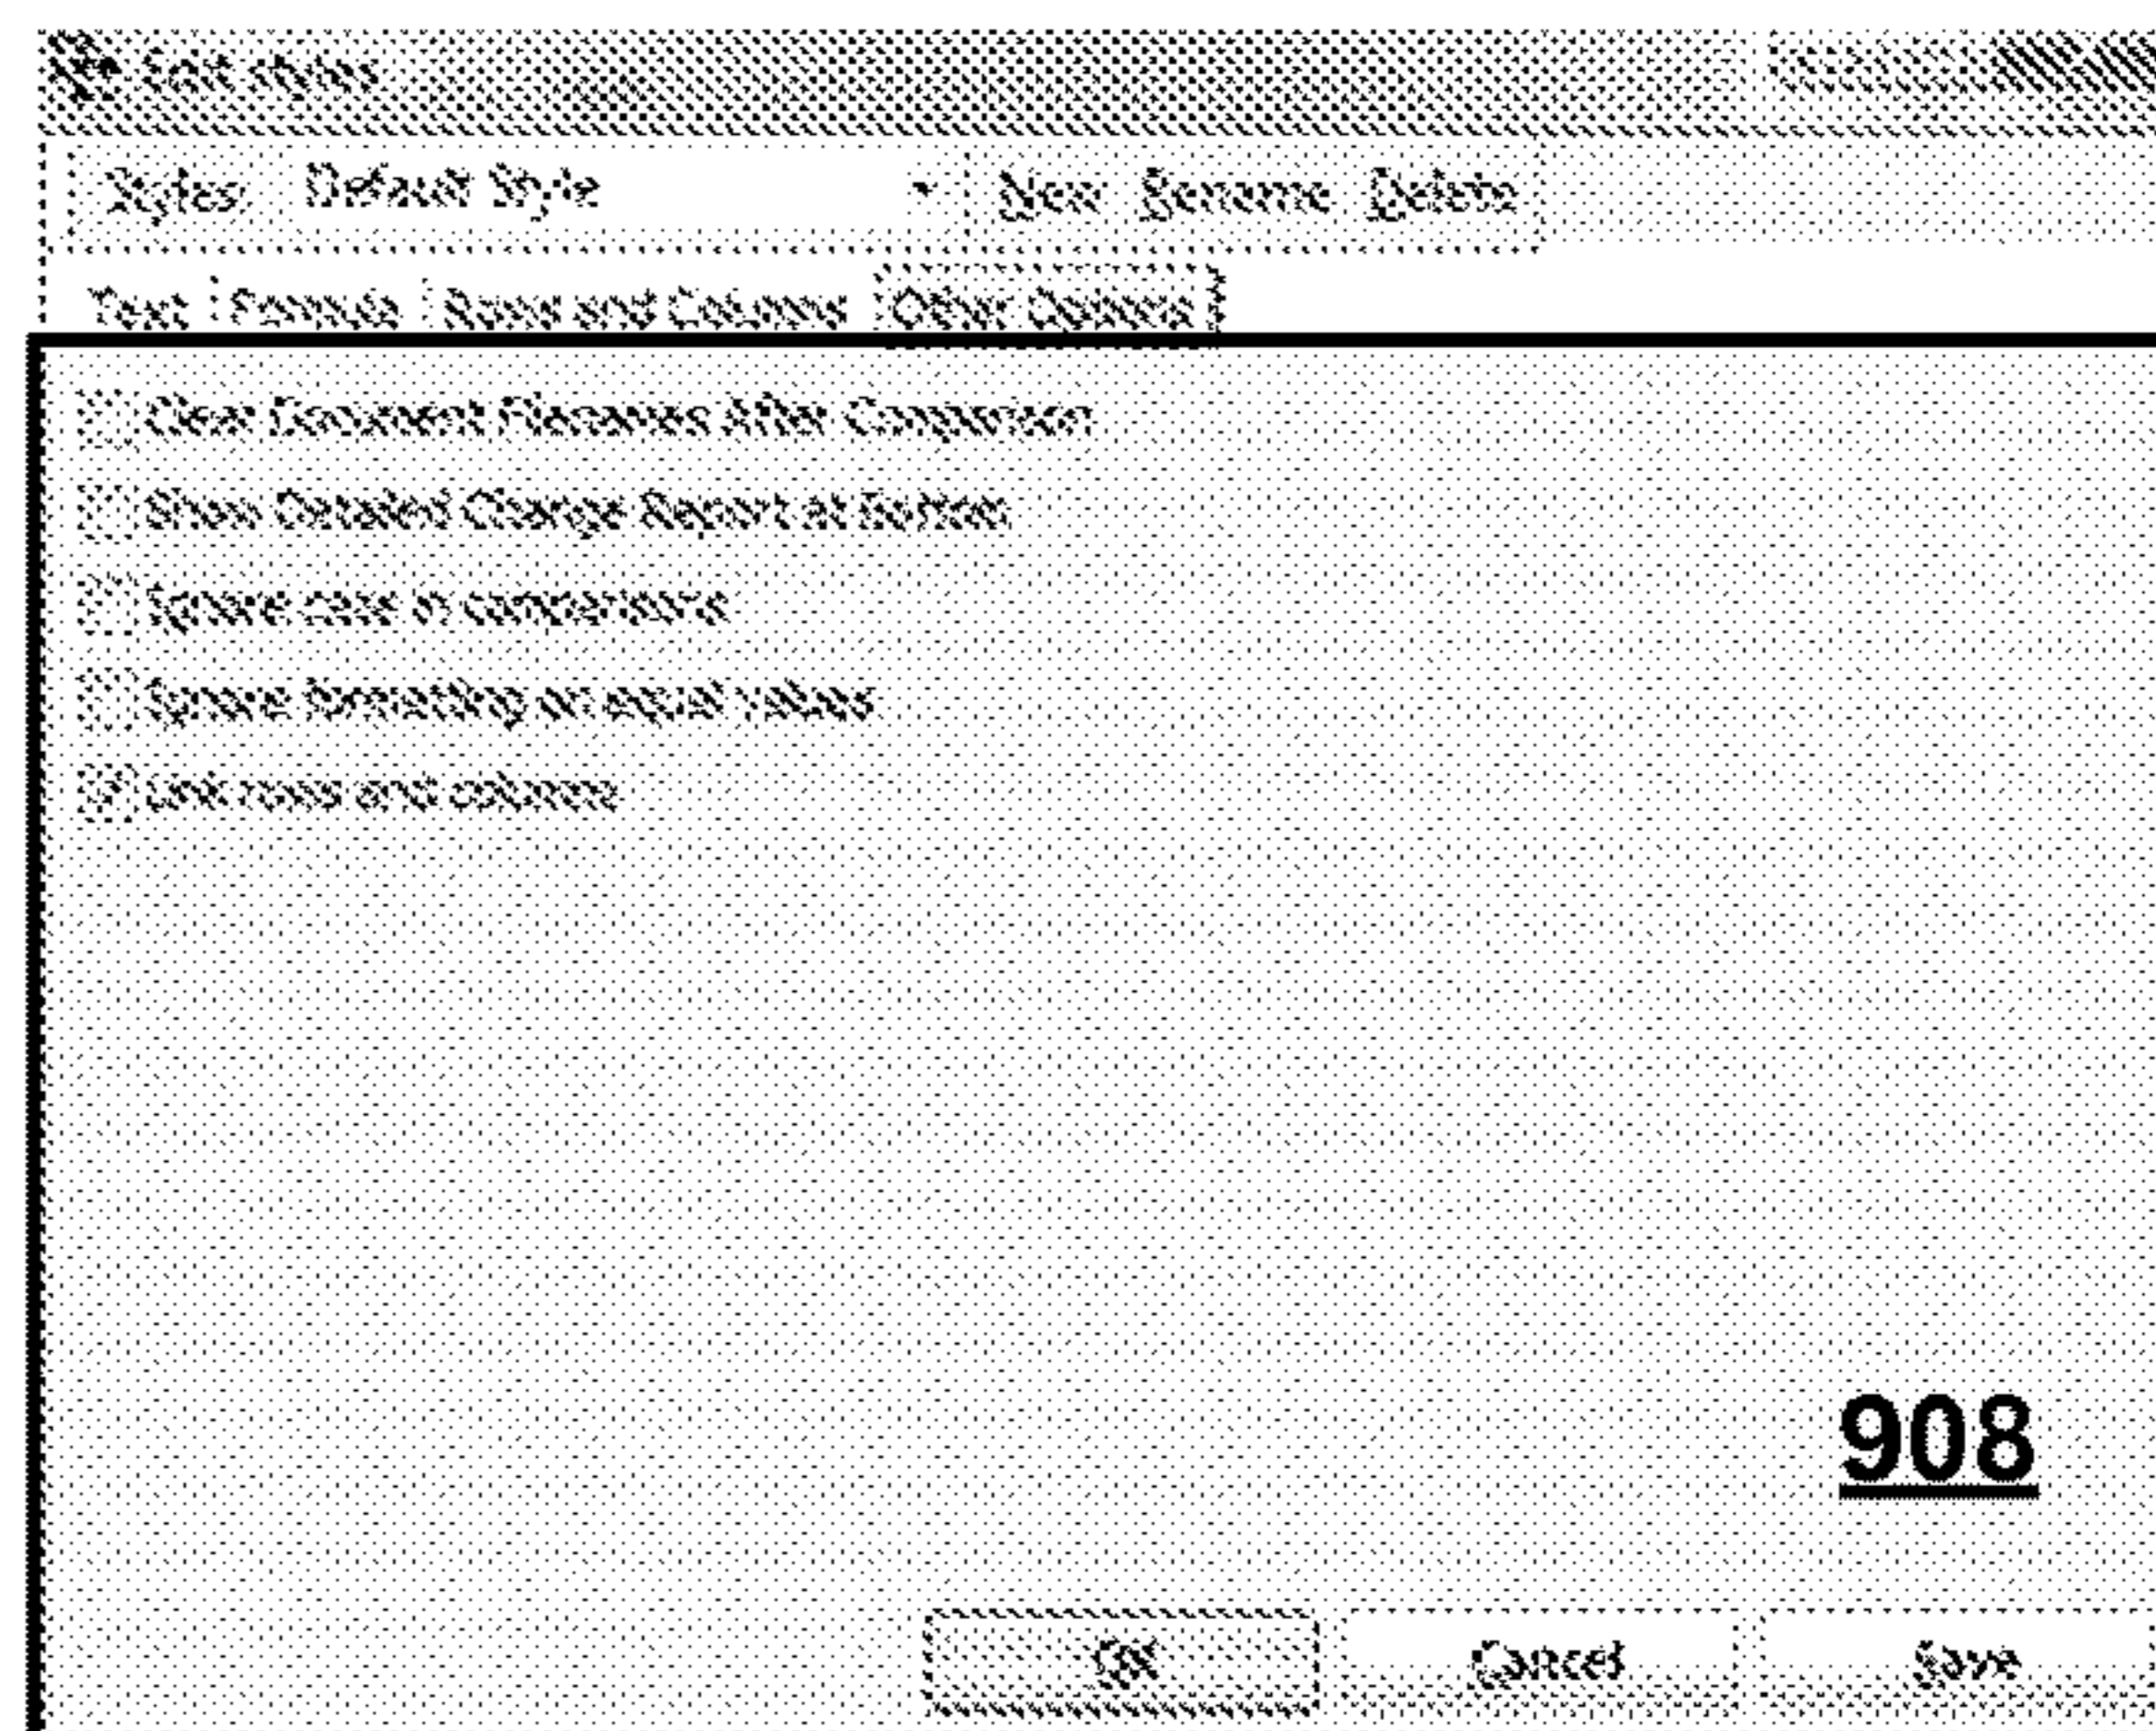 Edit styles
Styles: Default Style New Rename Delete
Text Formula Rows and Columns Other Options
Clear Document Filenames After Comparison
Show Detailed Change Report at Bottom
Ignore case in comparisons
Ignore formatting on equal values
Link rows and columns
908
OK Cancel Save